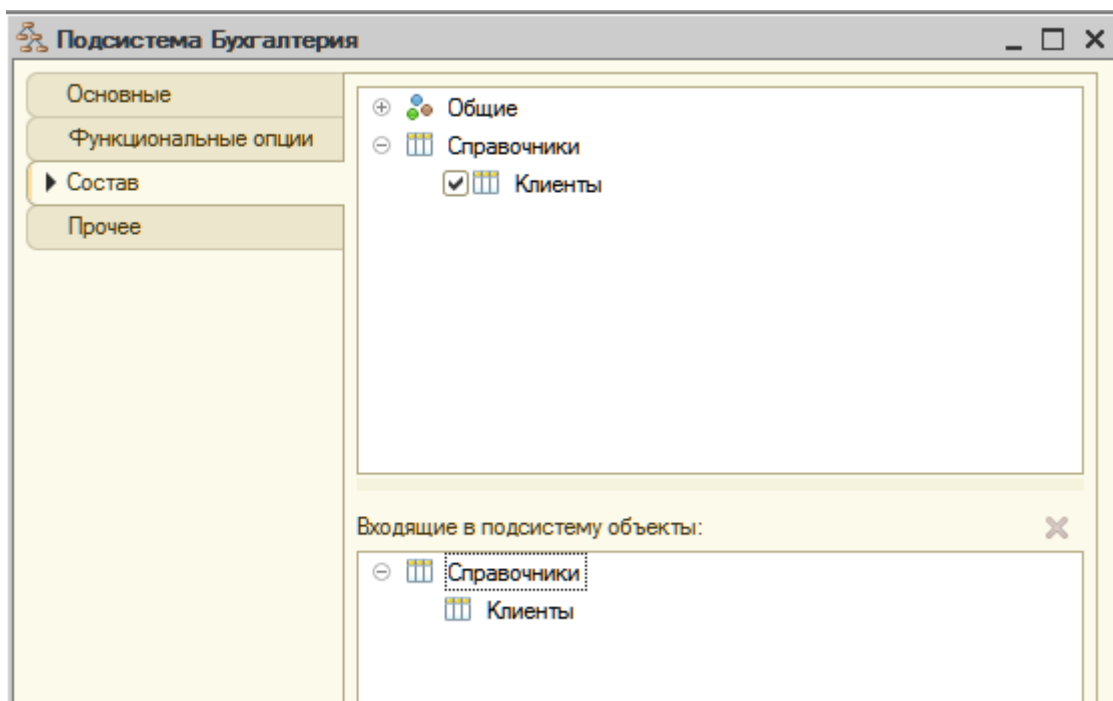 Подсистема Бухгалтерия
Основные
Функциональные опции
Состав
Прочее
Общие
Справочники
Клиенты
Входящие в подсистему объекты:
Справочники
Клиенты